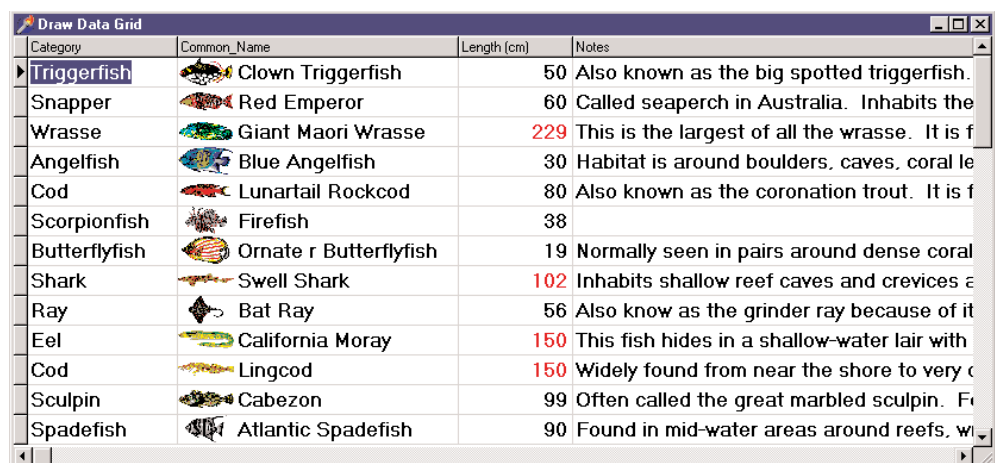 Draw Data Grid
Category Common_Name Length (cm) Notes
Triggerfish Clown Triggerfish 50 Also known as the big spotted triggerfish.
Snapper Red Emperor 60 Called seaperch in Australia. Inhabits the
Wrasse Giant Maori Wrasse 229 This is the largest of all the wrasse. It is f
Angelfish Blue Angelfish 30 Habitat is around boulders, caves, coral le
Cod Lunartail Rockcod 80 Also known as the coronation trout. It is f
Scorpionfish Firefish 38
Butterflyfish Ornate r Butterflyfish 19 Normally seen in pairs around dense coral
Shark Swell Shark 102 Inhabits shallow reef caves and crevices a
Ray Bat Ray 56 Also know as the grinder ray because of it
Eel California Moray 150 This fish hides in a shallow-water lair with
Cod Lingcod 150 Widely found from near the shore to very
Sculpin Cabezon 99 Often called the great marbled sculpin. Fe
Spadefish Atlantic Spadefish 90 Found in mid-water areas around reefs,